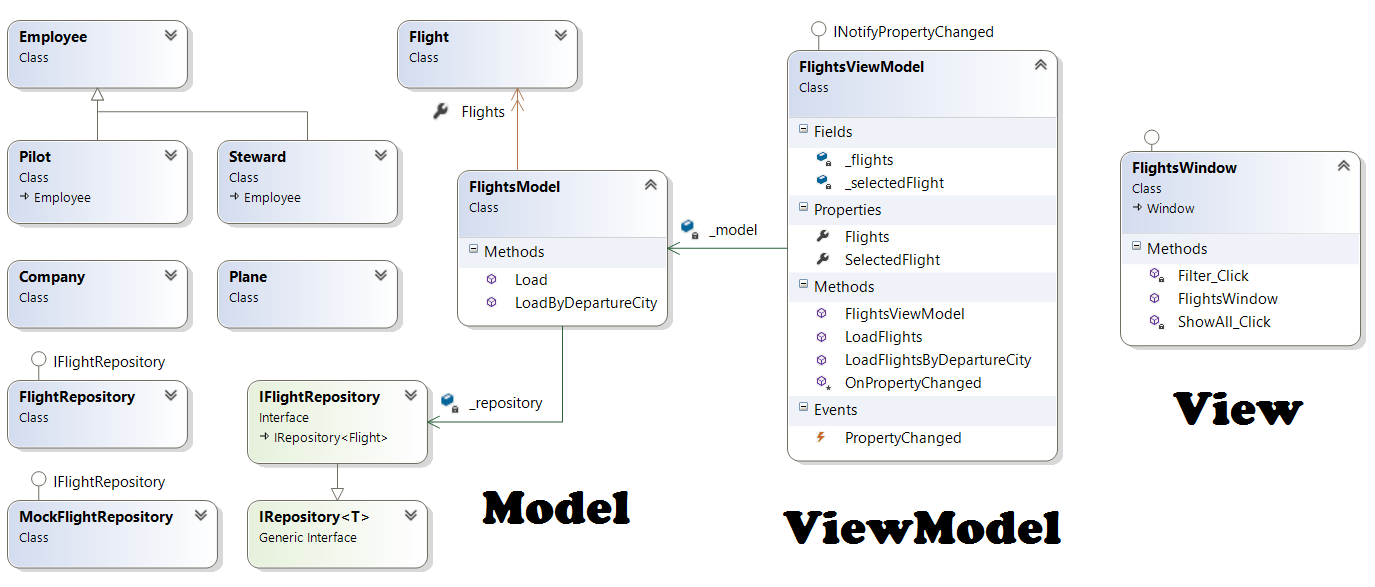 Employee
Class
Pilot
Class
Employee
Steward
Class
Employee
Company
Class
Plane
Class
IFlightRepository
FlightRepository
Class
IFlightRepository
MockFlightRepository
Class
IFlightRepository
Interface
IRepository<Flight>
IRepository<T>
Generic Interface
_repository
Flight
Class
Flights
FlightsModel
Class
Methods
Load
LoadByDepartureCity
Model
_model
INotifyPropertyChanged
FlightsViewModel
Class
Fields
_flights
_selectedFlight
Properties
Flights
SelectedFlight
Methods
FlightsViewModel
LoadFlights
LoadFlightsByDepartureCity
OnPropertyChanged
Events
PropertyChanged
ViewModel
FlightsWindow
Class
Window
Methods
Filter_Click
FlightsWindow
ShowAll_Click
View